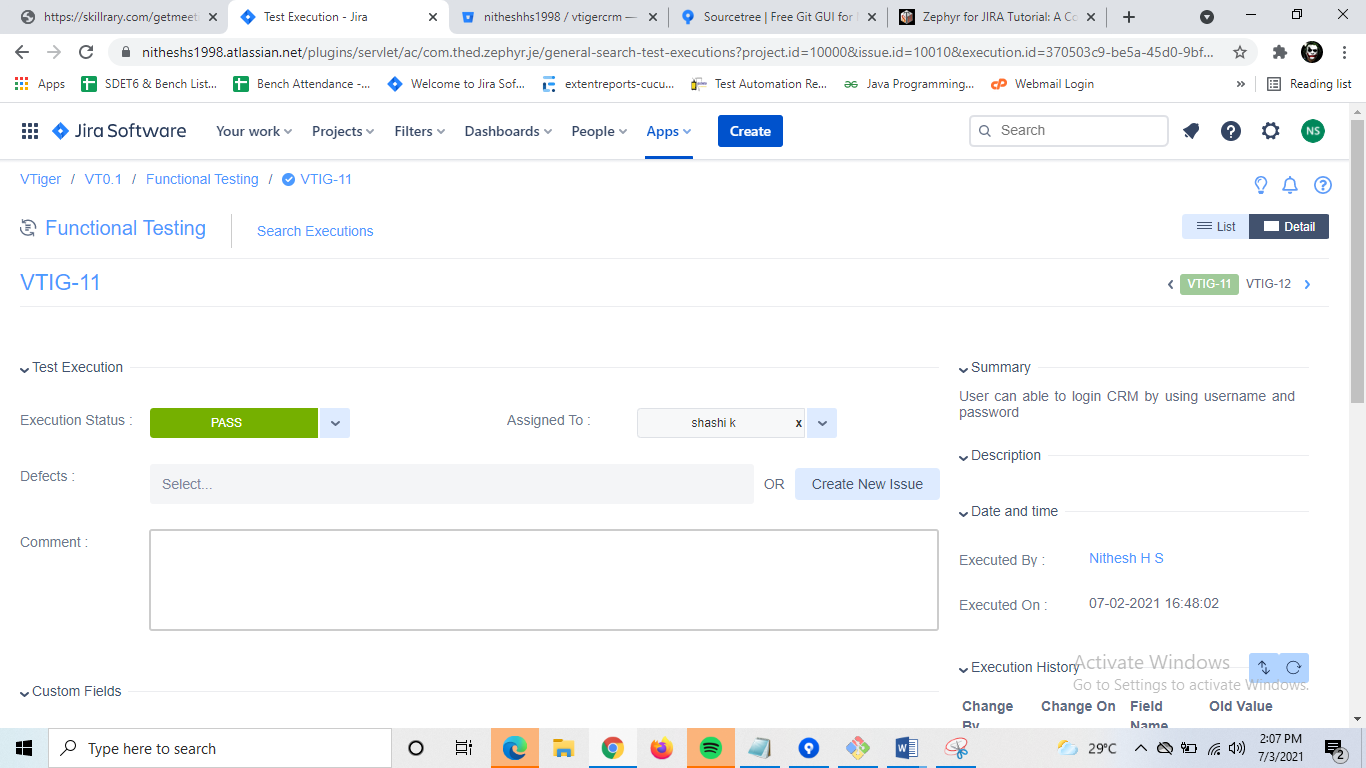 https://skillrary.com/getmeeti
Test Execution - Jira
nitheshhs1998 / vtigercrm —
Sourcetree | Free Git GUI for
Zephyr for JIRA Tutorial: A Co
nitheshs1998.atlassian.net/plugins/servlet/ac/com.thed.zephyr.je/general-search-test-executions?project.id=10000&issue.id=10010&execution.id=370503c9-be5a-45d0-9bf...
Apps
SDET6 & Bench List...
Bench Attendance -...
Welcome to Jira Sof...
extentreports-cucu...
Test Automation Re...
Java Programming...
Webmail Login
»
Reading list
Jira Software
Your work
Projects
Filters
Dashboards
People
Apps
Create
Search
NS
VTiger / VT0.1 / Functional Testing / VTIG-11
Functional Testing
Search Executions
List
Detail
VTIG-11
VTIG-11
VTIG-12
Test Execution
Execution Status :
PASS
Assigned To :
shashi k
x
Defects :
Select...
OR
Create New Issue
Comment :
Custom Fields
Summary
User can able to login CRM by using username and
password
Description
Date and time
Executed By :
Nithesh H S
Executed On :
07-02-2021 16:48:02
Execution History
Activate Windows
Go to Settings to activate Windows.
Change By
Change On
Field Name
Old Value
Type here to search
29°C
2:07 PM
7/3/2021
2